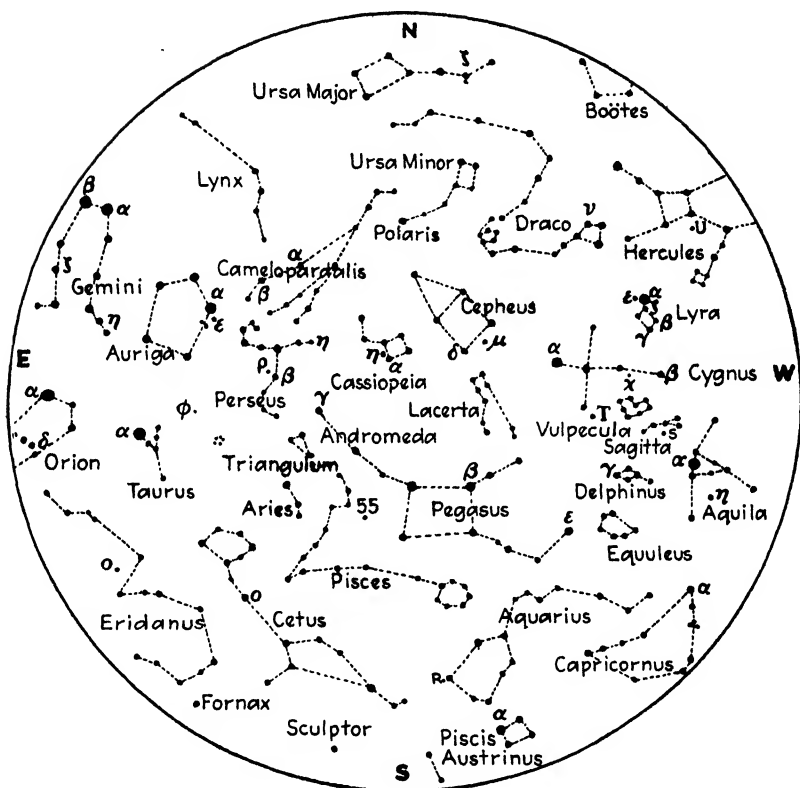 N
ζ
Ursa Major
Boötes
Ursa Minor
Lynx
β
α
ν
Draco
Polaris
υ
Hercules
α
Camelopardalis
ζ
Gemini
β
α
ε
Cepheus
ε
α
ζ
Lyra
β
γ
η
Auriga
η
δ
μ
E
ρ
β
η
α
Cassiopeia
α
β
Cygnus
W
α
Perseus
γ
Lacerta
χ
φ
Vulpecula
T
Sagitta
S
α
δ
Orion
Andromeda
Triangulum
α
Taurus
β
γ
Delphinus
η
Aquila
Aries
55
Pegasus
ε
Equuleus
o
Pisces
Eridanus
o
Cetus
Aquarius
α
Capricornus
R
Fornax
Sculptor
α
Piscis
Austrinus
S